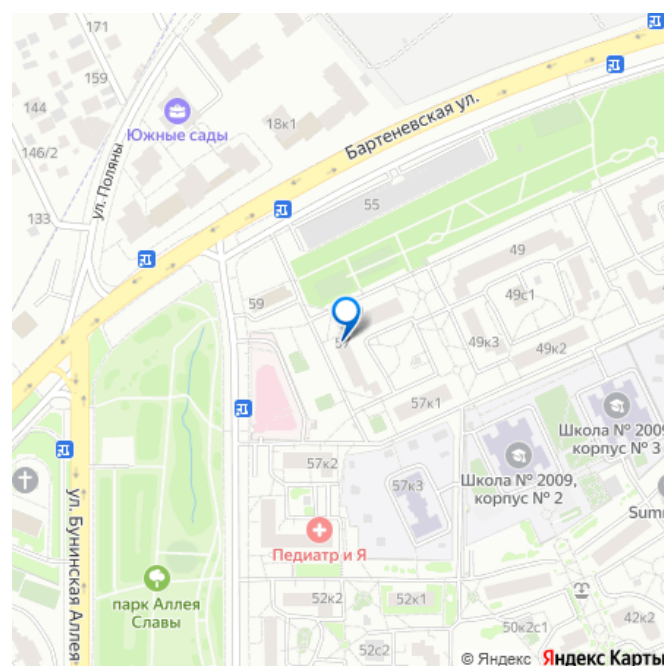 171
159
144
146/2
133
ул. Поляны
Южные сады
18к1
Бартеневская ул.
55
59
49
49с1
49к3
49к2
57
57к1
57к2
57к3
Школа № 2009,
корпус № 3
Школа № 2009,
корпус № 2
Sum
Педиатр и Я
ул. Бунинская Аллея
парк Аллея
Славы
52к2
52к1
52с2
50к2с1
42к2
© Яндекс Яндекс Карты